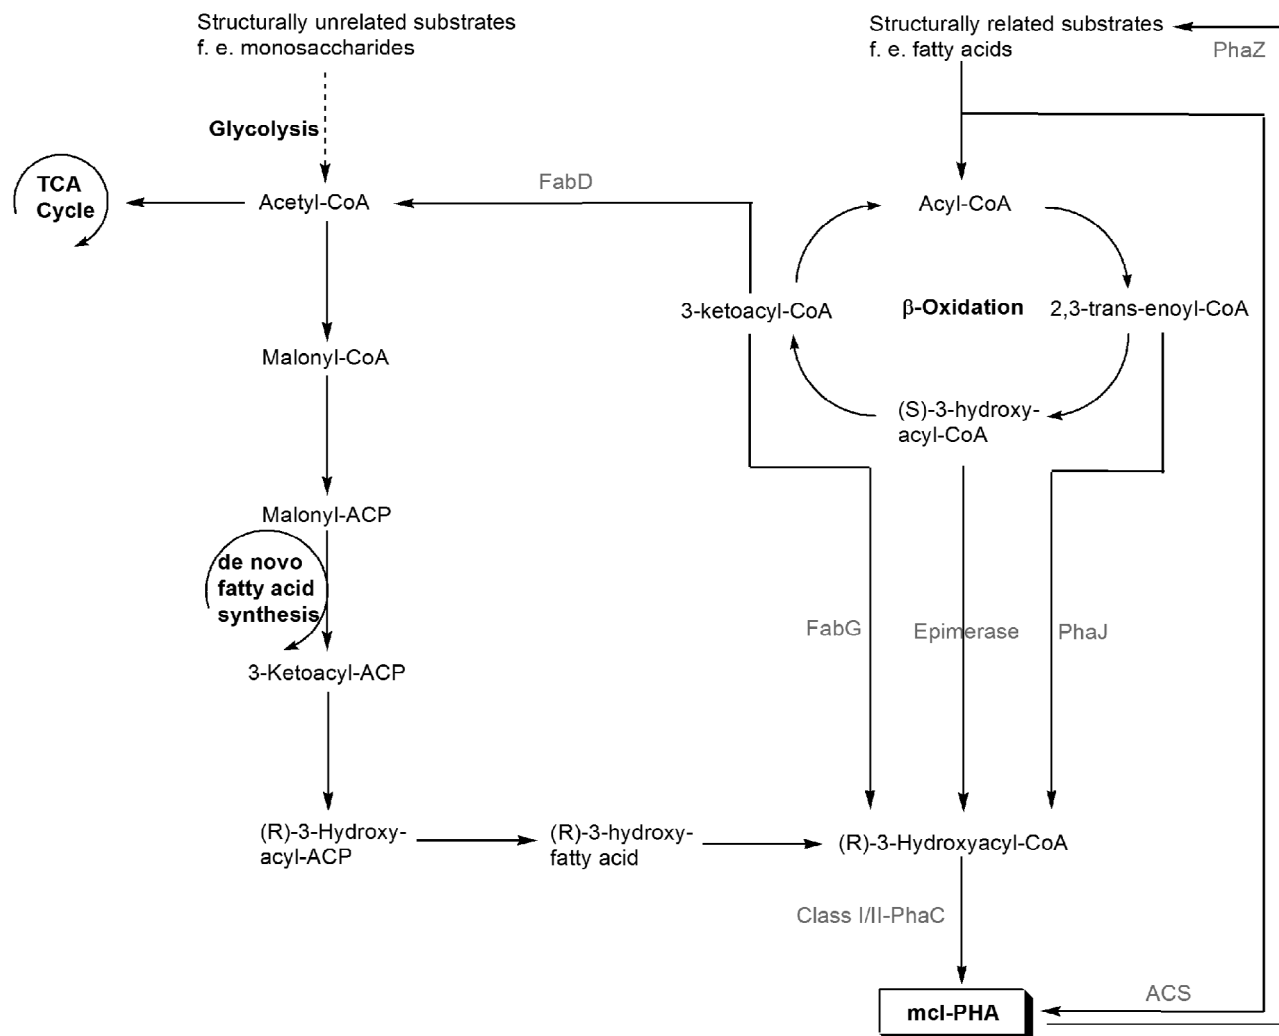 Structurally unrelated substrates
f. e. monosaccharides
Structurally related substrates
f. e. fatty acids
PhaZ
Glycolysis
TCA
Cycle
Acetyl-CoA
FabD
Acyl-CoA
3-ketoacyl-CoA
β-Oxidation
2,3-trans-enoyl-CoA
Malonyl-CoA
(S)-3-hydroxy-
acyl-CoA
Malonyl-ACP
de novo
fatty acid
synthesis
FabG
Epimerase
PhaJ
3-Ketoacyl-ACP
(R)-3-Hydroxy-
acyl-ACP
(R)-3-hydroxy-
fatty acid
(R)-3-Hydroxyacyl-CoA
Class I/II-PhaC
ACS
mcl-PHA